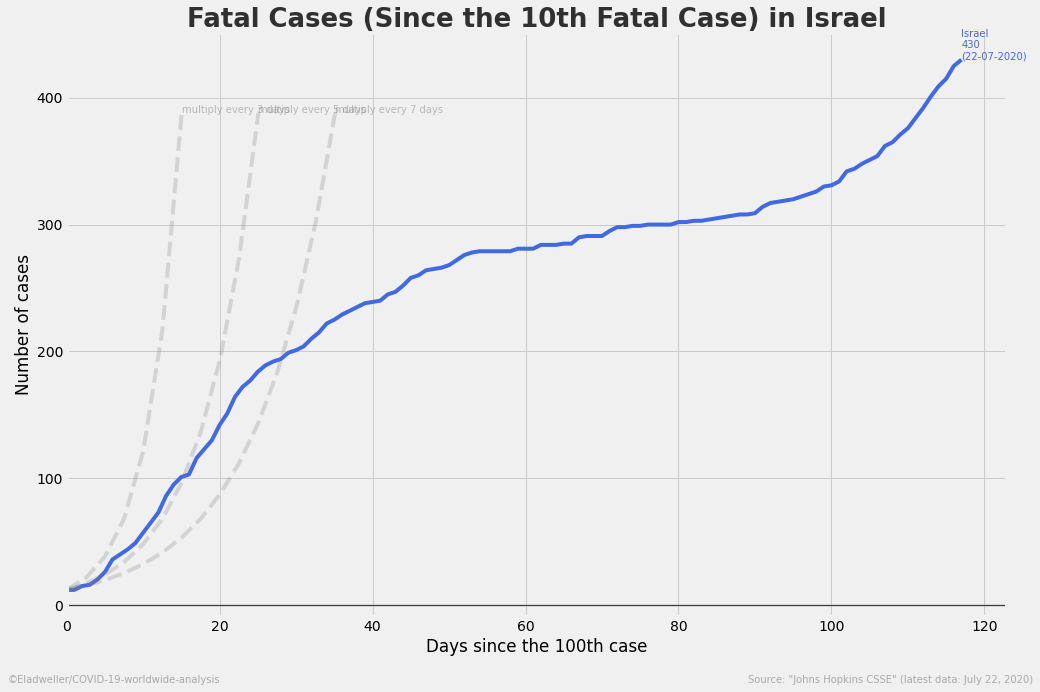 Fatal Cases (Since the 10th Fatal Case) in Israel
Israel
430
(22-07-2020)
multiply every 3 days
multiply every 5 days
multiply every 7 days
400
300
200
100
0
Number of cases
0 20 40 60 80 100 120
Days since the 100th case
©Eladweller/COVID-19-worldwide-analysis
Source: "Johns Hopkins CSSE" (latest data: July 22, 2020)